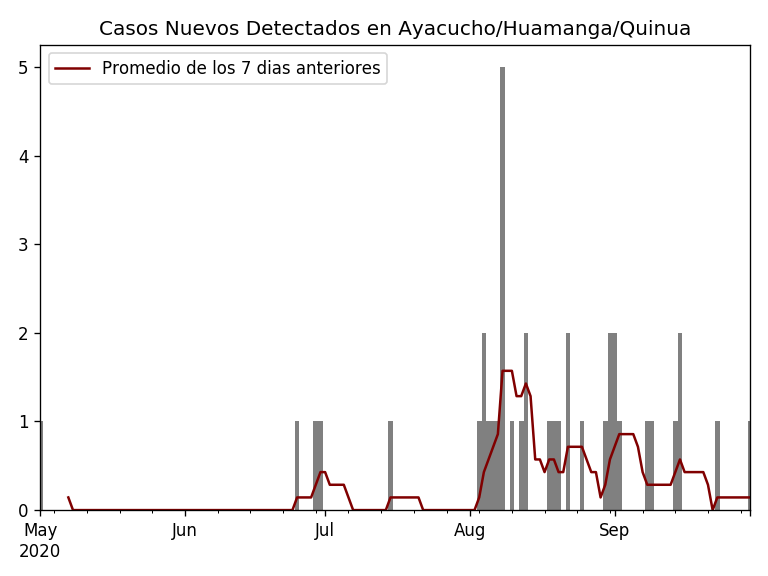 Casos Nuevos Detectados en Ayacucho/Huamanga/Quinua
Promedio de los 7 dias anteriores
5
4
3
2
1
0
May Jun Jul Aug Sep
2020